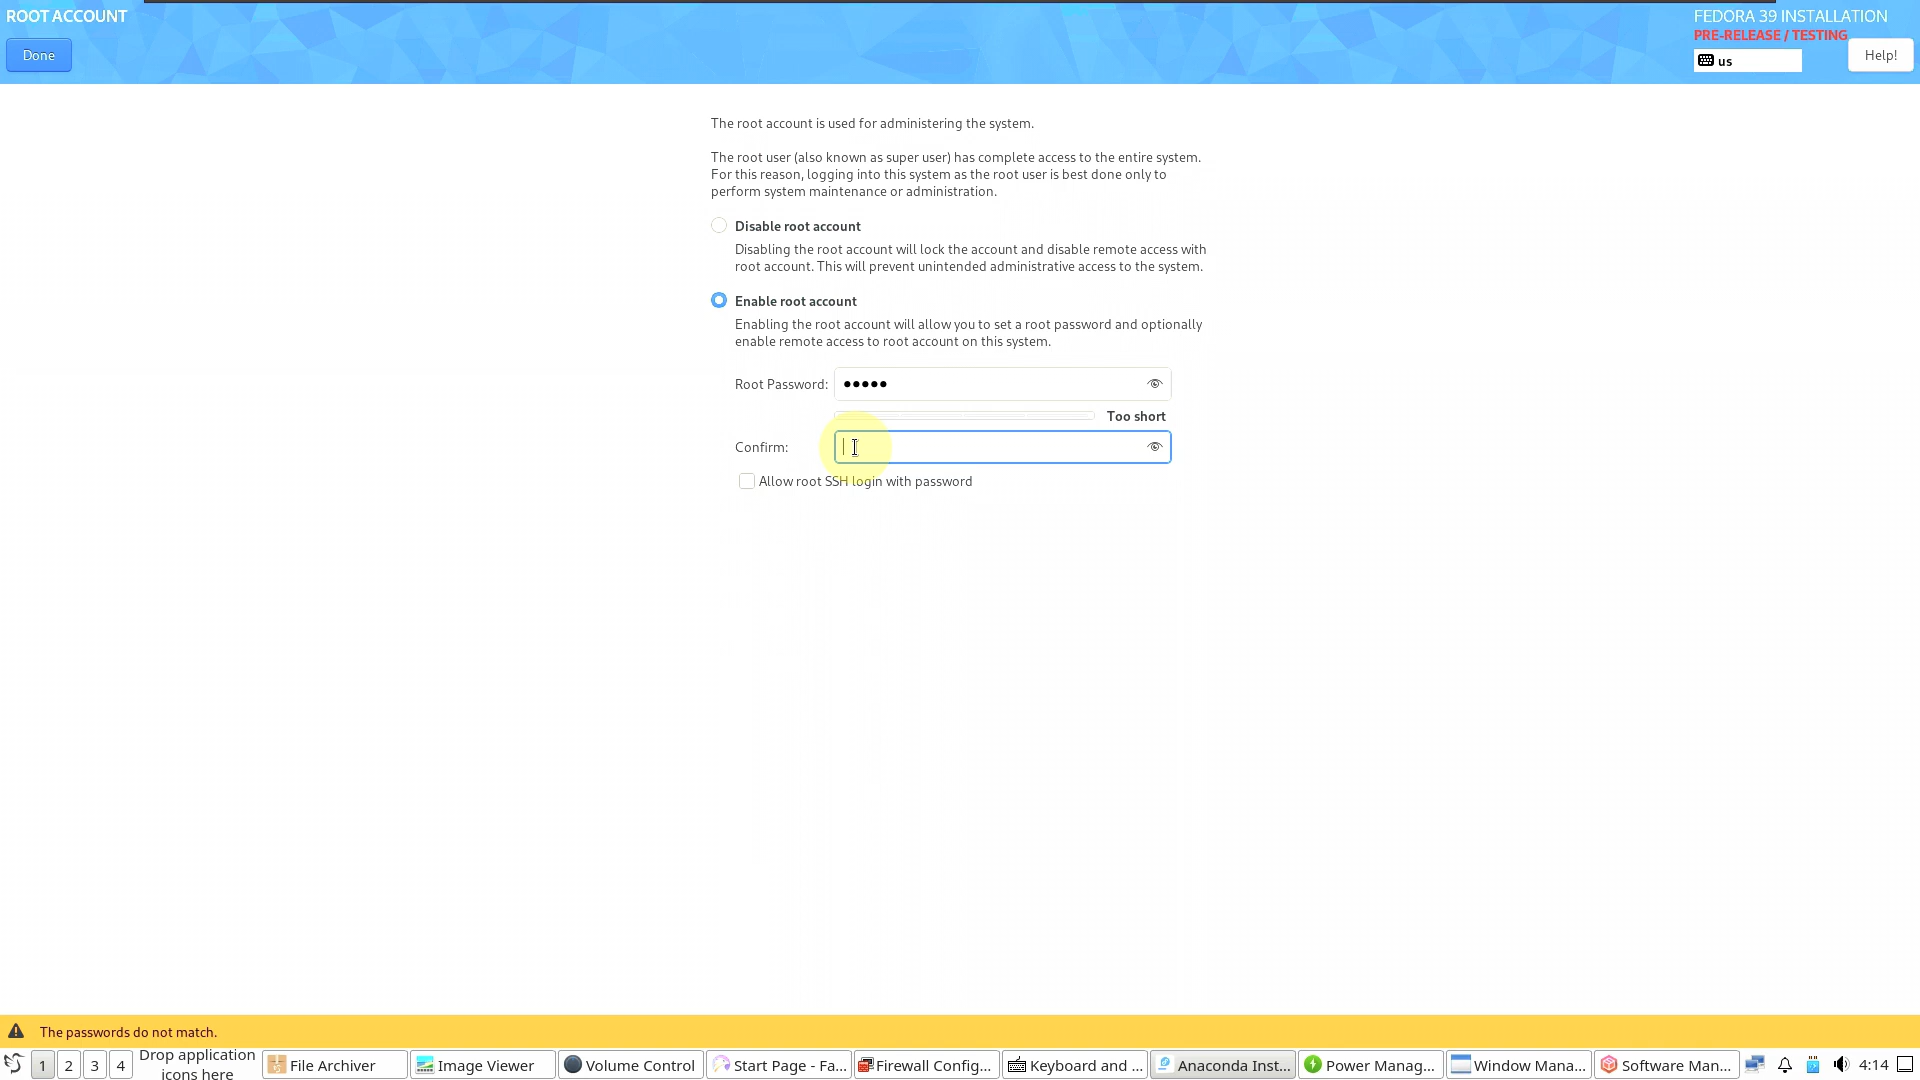 ROOT ACCOUNT
FEDORA 39 INSTALLATION
PRE-RELEASE / TESTING
Done
us
Help!
The root account is used for administering the system.
The root user (also known as super user) has complete access to the entire system.
For this reason, logging into this system as the root user is best done only to
perform system maintenance or administration.
Disable root account
Disabling the root account will lock the account and disable remote access with
root account. This will prevent unintended administrative access to the system.
Enable root account
Enabling the root account will allow you to set a root password and optionally
enable remote access to root account on this system.
Root Password: ●●●●●
Too short
Confirm:
Allow root SSH login with password
The passwords do not match.
1 2 3 4
Drop application
icons here
File Archiver
Image Viewer
Volume Control
Start Page - Fa...
Firewall Config...
Keyboard and ...
Anaconda Inst...
Power Manag...
Window Mana...
Software Man...
4:14